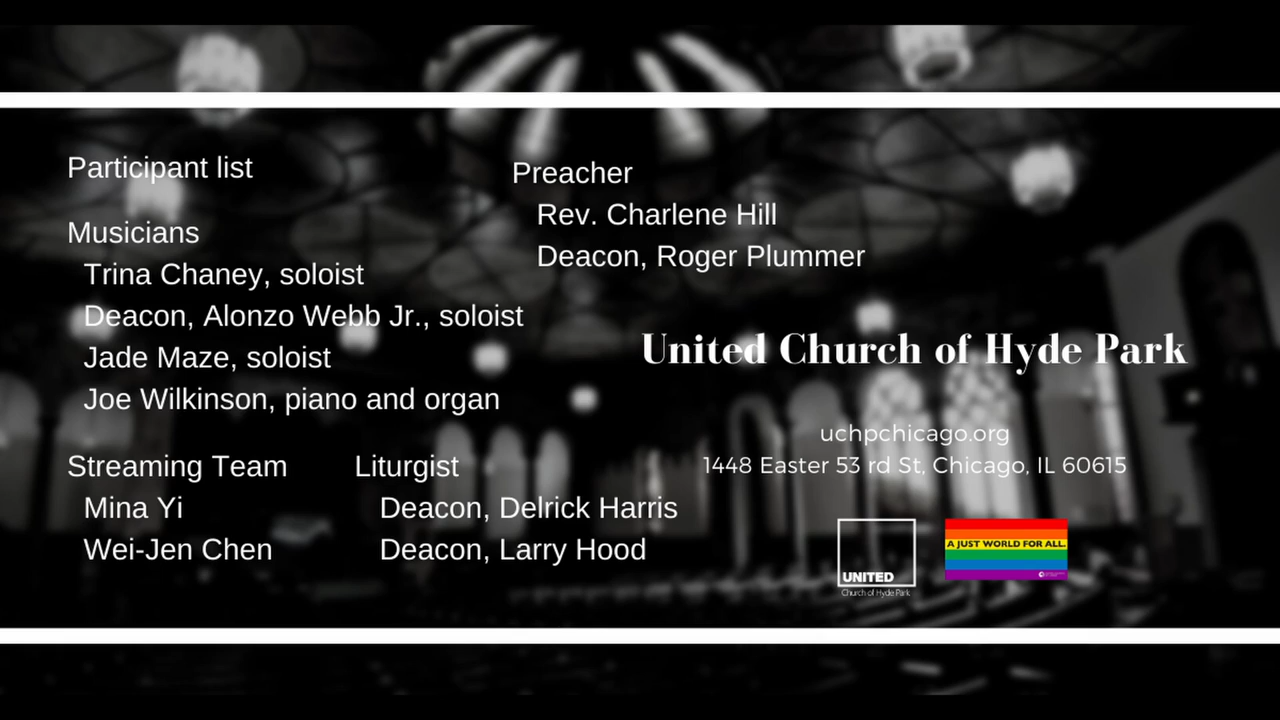 Participant list
Musicians
Trina Chaney, soloist
Deacon, Alonzo Webb Jr., soloist
Jade Maze, soloist
Joe Wilkinson, piano and organ
Streaming Team
Mina Yi
Wei-Jen Chen
Liturgist
Deacon, Delrick Harris
Deacon, Larry Hood
Preacher
Rev. Charlene Hill
Deacon, Roger Plummer
United Church of Hyde Park
uchpchicago.org
1448 Easter 53 rd St, Chicago, IL 60615
UNITED
Church of Hyde Park
A JUST WORLD FOR ALL.